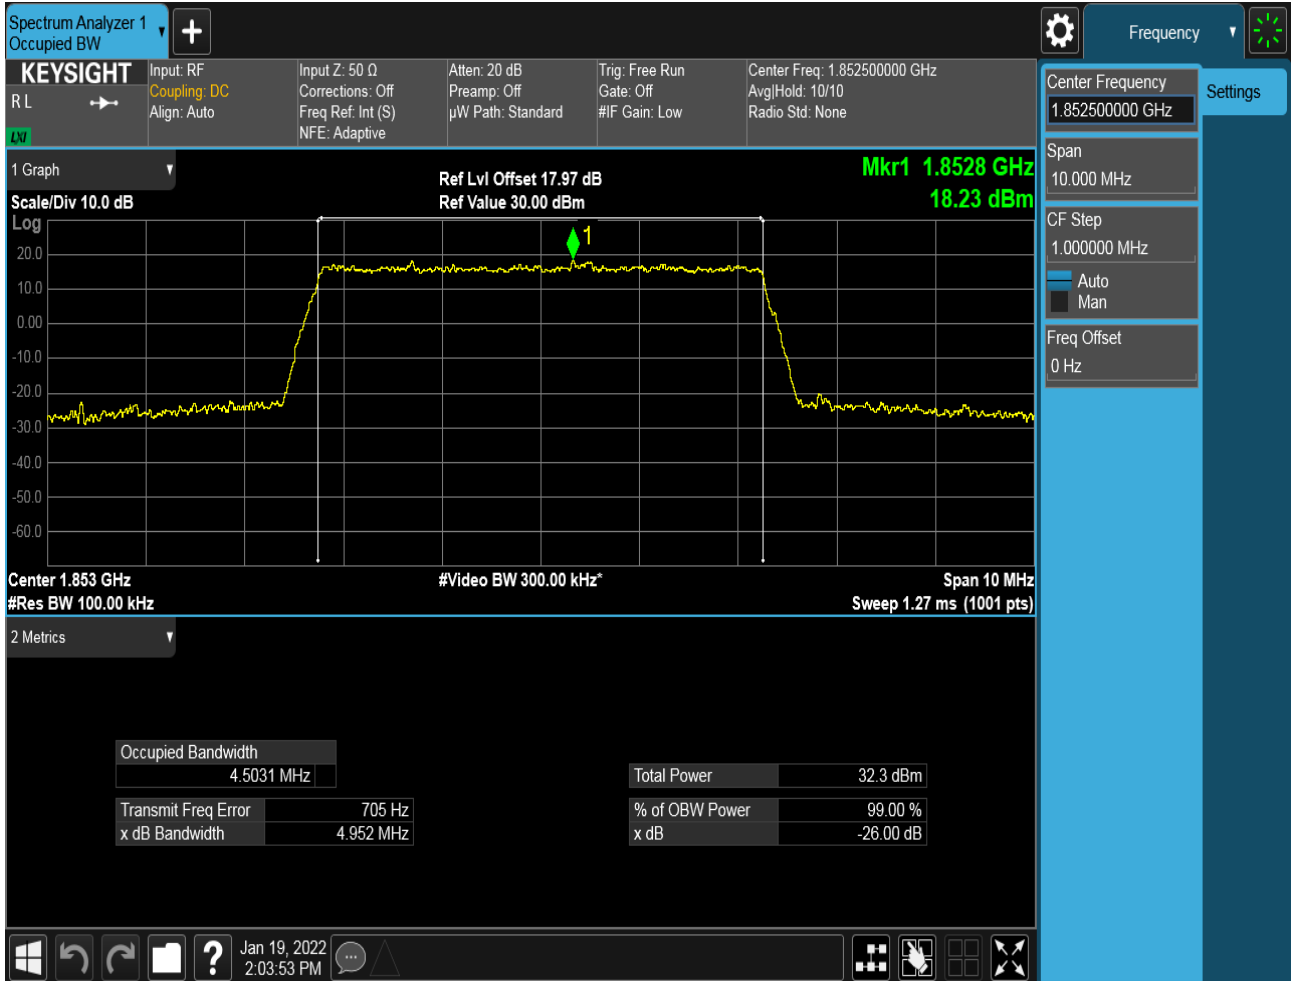 Spectrum Analyzer 1
Occupied BW
Frequency
KEYSIGHT
R L
LXI
Input: RF
Coupling: DC
Align: Auto
Input Z: 50 Ω
Corrections: Off
Freq Ref: Int (S)
NFE: Adaptive
Atten: 20 dB
Preamp: Off
µW Path: Standard
Trig: Free Run
Gate: Off
#IF Gain: Low
Center Freq: 1.852500000 GHz
Avg|Hold: 10/10
Radio Std: None
Center Frequency
1.852500000 GHz
Settings
Span
10.000 MHz
CF Step
1.000000 MHz
Auto
Man
Freq Offset
0 Hz
1 Graph
Ref Lvl Offset 17.97 dB
Mkr1 1.8528 GHz
Scale/Div 10.0 dB
Ref Value 30.00 dBm
18.23 dBm
Log
1
20.0
10.0
0.00
-10.0
-20.0
-30.0
-40.0
-50.0
-60.0
Center 1.853 GHz
#Video BW 300.00 kHz*
Span 10 MHz
#Res BW 100.00 kHz
Sweep 1.27 ms (1001 pts)
2 Metrics
Occupied Bandwidth
4.5031 MHz
Total Power 32.3 dBm
Transmit Freq Error 705 Hz
% of OBW Power 99.00 %
x dB Bandwidth 4.952 MHz
x dB -26.00 dB
?
Jan 19, 2022
2:03:53 PM